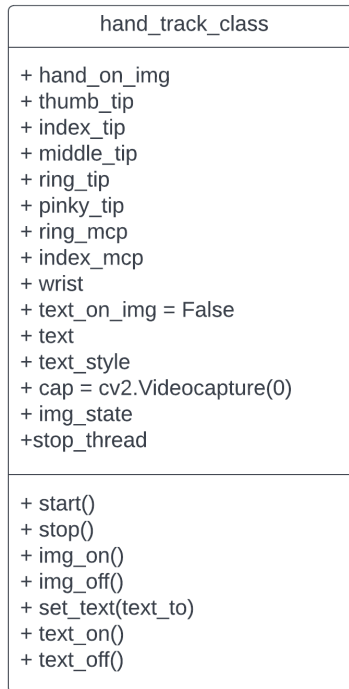 hand_track_class
+ hand_on_img
+ thumb_tip
+ index_tip
+ middle_tip
+ ring_tip
+ pinky_tip
+ ring_mcp
+ index_mcp
+ wrist
+ text_on_img = False
+ text
+ text_style
+ cap = cv2.Videocapture(0)
+ img_state
+stop_thread
+ start()
+ stop()
+ img_on()
+ img_off()
+ set_text(text_to)
+ text_on()
+ text_off()